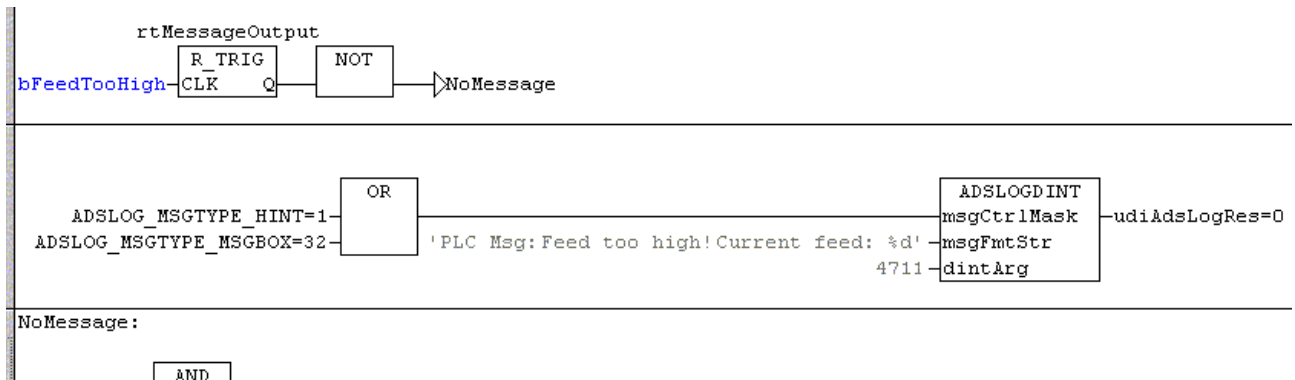 rtMessageOutput
R_TRIG NOT
bFeedTooHigh CLK Q NoMessage
OR ADSLOGDINT
ADSLOG_MSGTYPE_HINT=1 msgCtrlMask udiAdsLogRes=0
ADSLOG_MSGTYPE_MSGBOX=32 'PLC Msg:Feed too high!Current feed: %d' msgFmtStr
4711 dintArg
NoMessage:
AND